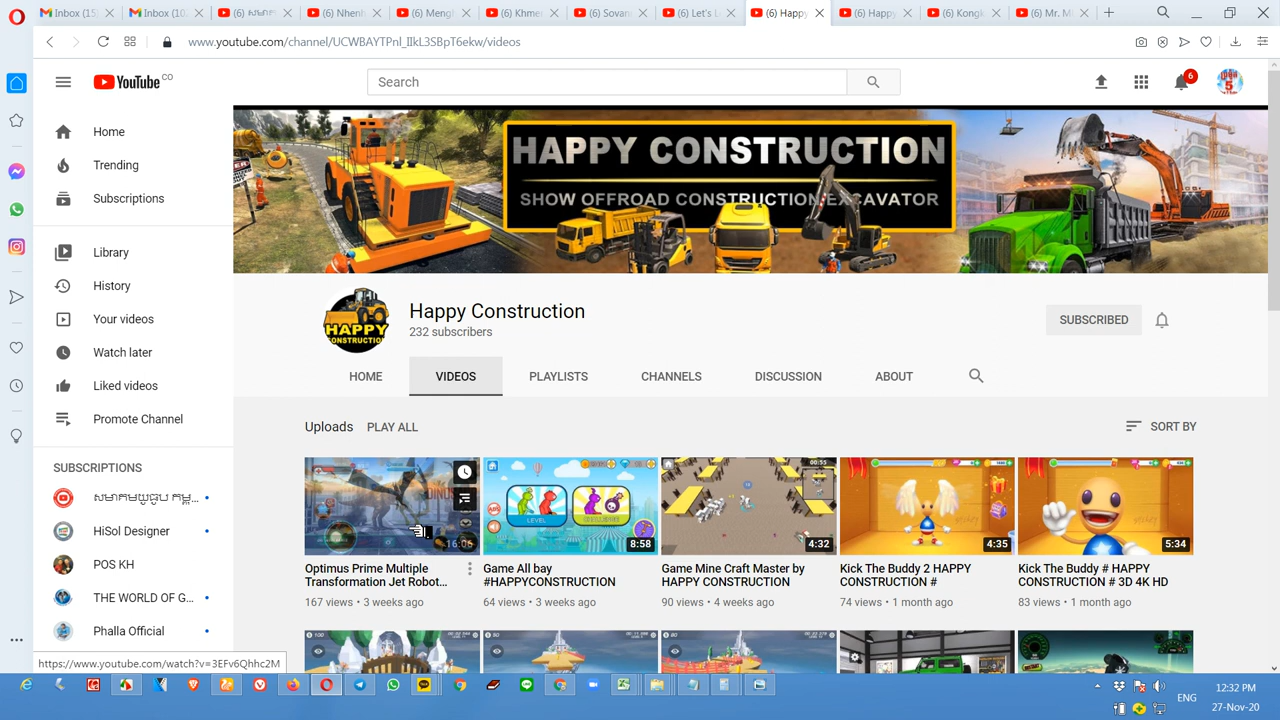 Inbox (15)
Inbox (10
(6) សមាគ
(6) Nhenh
(6) Mengh
(6) Khme
(6) Sovan
(6) Let's L
(6) Happy
(6) Happy
(6) Kongk
(6) Mr. M
www.youtube.com/channel/UCWBAYTPnl_IIkL3SBpT6ekw/videos
YouTube CO
Search
6
Home
Trending
Subscriptions
Library
History
Your videos
Watch later
Liked videos
Promote Channel
SUBSCRIPTIONS
HiSol Designer
POS KH
THE WORLD OF G...
Phalla Official
HAPPY CONSTRUCTION
SHOW OFFROAD CONSTRUCTION EXCAVATOR
HAPPY
CONSTRUCTION
Happy Construction
232 subscribers
SUBSCRIBED
HOME
VIDEOS
PLAYLISTS
CHANNELS
DISCUSSION
ABOUT
Uploads
PLAY ALL
SORT BY
16:06
LEVEL
CHALLENGE
8:58
00:55
4:32
4:35
5:34
Optimus Prime Multiple
Transformation Jet Robot...
167 views • 3 weeks ago
Game All bay
#HAPPYCONSTRUCTION
64 views • 3 weeks ago
Game Mine Craft Master by
HAPPY CONSTRUCTION
90 views • 4 weeks ago
Kick The Buddy 2 HAPPY
CONSTRUCTION #
74 views • 1 month ago
Kick The Buddy # HAPPY
CONSTRUCTION # 3D 4K HD
83 views • 1 month ago
https://www.youtube.com/watch?v=3EFv6Qhhc2M
ENG
12:32 PM
27-Nov-20